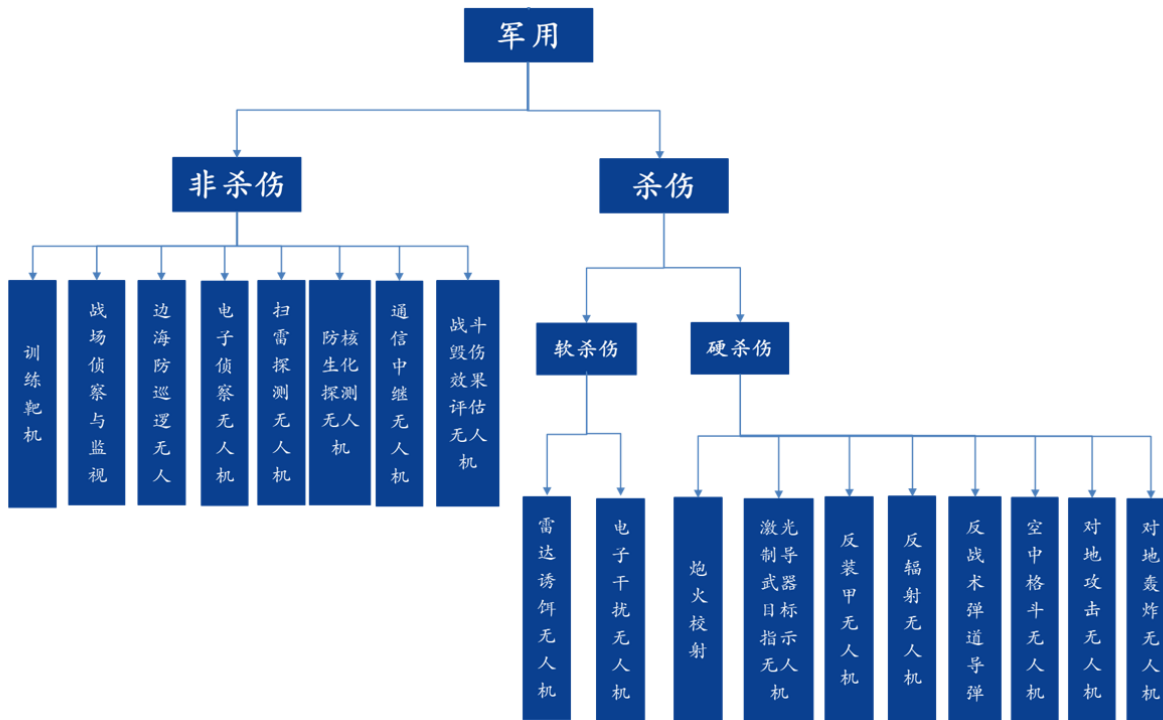 军用
非杀伤
杀伤
训练靶机
战场侦察与监视
边海防巡逻无人
电子侦察无人机
扫雷探测无人机
防核生化探测无人机
通信中继无人机
战斗毁伤效果评估无人机
软杀伤
硬杀伤
雷达诱饵无人机
电子干扰无人机
炮火校射
激光制导武器目标指示无人机
反装甲无人机
反辐射无人机
反战术弹道导弹
空中格斗无人机
对地攻击无人机
对地轰炸无人机